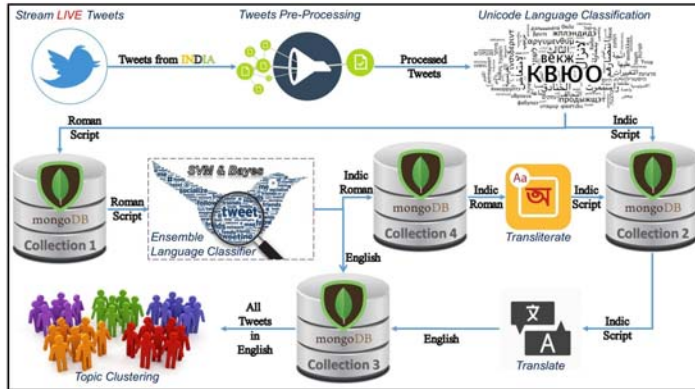 Stream LIVE Tweets
Tweets Pre-Processing
Unicode Language Classification
Tweets from INDIA
Processed
Tweets
векж
КВЮО
Roman
Script
Indic
Script
mongoDB
Collection 1
Roman
Script
SVM & Bayes
tweet
Ensemble
Language
Classifier
Indic
Roman
English
mongoDB
Collection 4
Indic
Roman
Aa
অ
Transliterate
Indic
Script
mongoDB
Collection 2
Topic Clustering
All
Tweets
in
English
mongoDB
Collection 3
English
文
A
Translate
Indic
Script